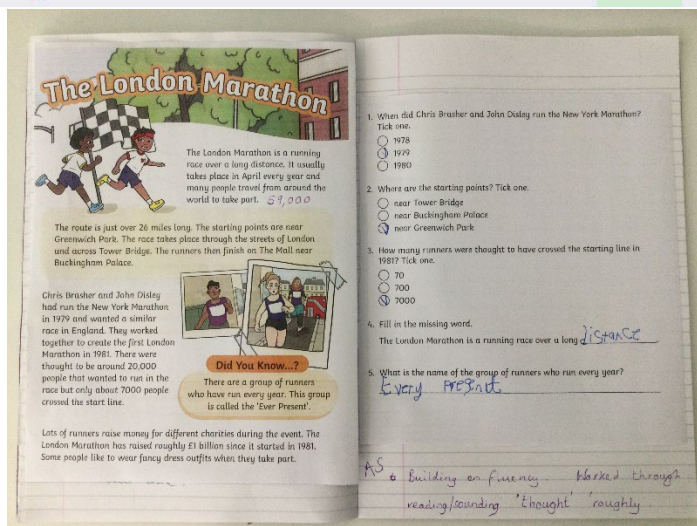 The London Marathon
The London Marathon is a running
race over a long distance. It usually
takes place in April every year and
many people travel from around the
world to take part. 59,000
The route is just over 26 miles long. The starting points are near
Greenwich Park. The race takes place through the streets of London
and across Tower Bridge. The runners then finish on The Mall near
Buckingham Palace.
Chris Brasher and John Disley
had run the New York Marathon
in 1979 and wanted a similar
race in England. They worked
together to create the first London
Marathon in 1981. There were
thought to be around 20,000
people that wanted to run in the
race but only about 7000 people
crossed the start line.
Did You Know...?
There are a group of runners
who have run every year. This group
is called the 'Ever Present'.
Lots of runners raise money for different charities during the event. The
London Marathon has raised roughly £1 billion since it started in 1981.
Some people like to wear fancy dress outfits when they take part.
1. When did Chris Brasher and John Disley run the New York Marathon?
Tick one.
1978
1979
1980
2. Where are the starting points? Tick one.
near Tower Bridge
near Buckingham Palace
near Greenwich Park
3. How many runners were thought to have crossed the starting line in
1981? Tick one.
70
700
7000
4. Fill in the missing word.
The London Marathon is a running race over a long distance
5. What is the name of the group of runners who run every year?
Every present
AS Building on fluency. Worked through
reading/sounding 'thought' 'roughly